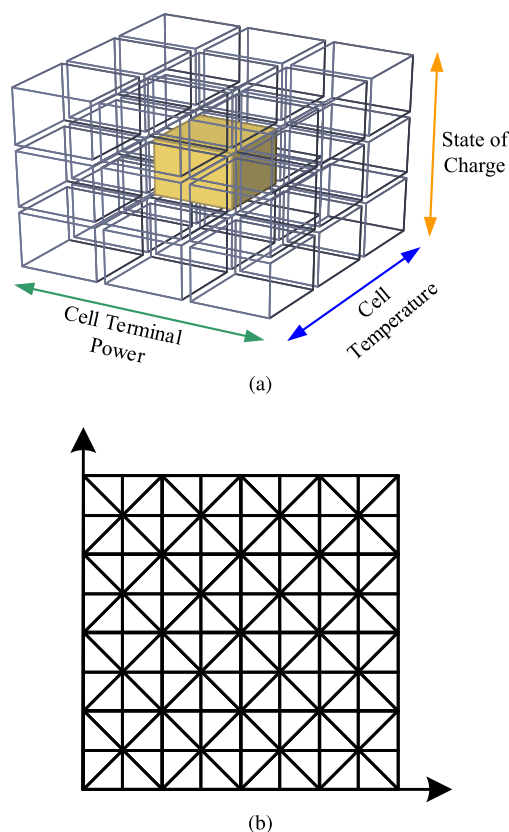 State of
Charge
Cell Terminal
Power
Cell
Temperature
(a)
(b)